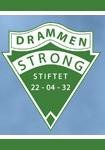 DRAMMEN
STRONG
STIFTET
22-04-32